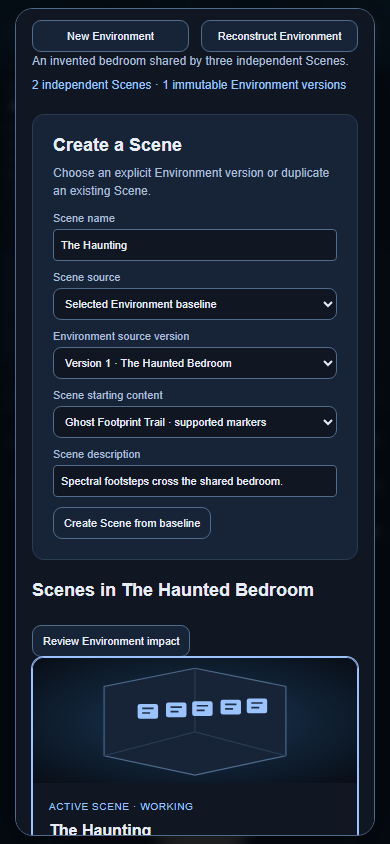 New Environment
Reconstruct Environment
An invented bedroom shared by three independent Scenes.
2 independent Scenes · 1 immutable Environment versions
Create a Scene
Choose an explicit Environment version or duplicate
an existing Scene.
Scene name
The Haunting
Scene source
Selected Environment baseline
Environment source version
Version 1 · The Haunted Bedroom
Scene starting content
Ghost Footprint Trail · supported markers
Scene description
Spectral footsteps cross the shared bedroom.
Create Scene from baseline
Scenes in The Haunted Bedroom
Review Environment impact
ACTIVE SCENE · WORKING
The Haunting